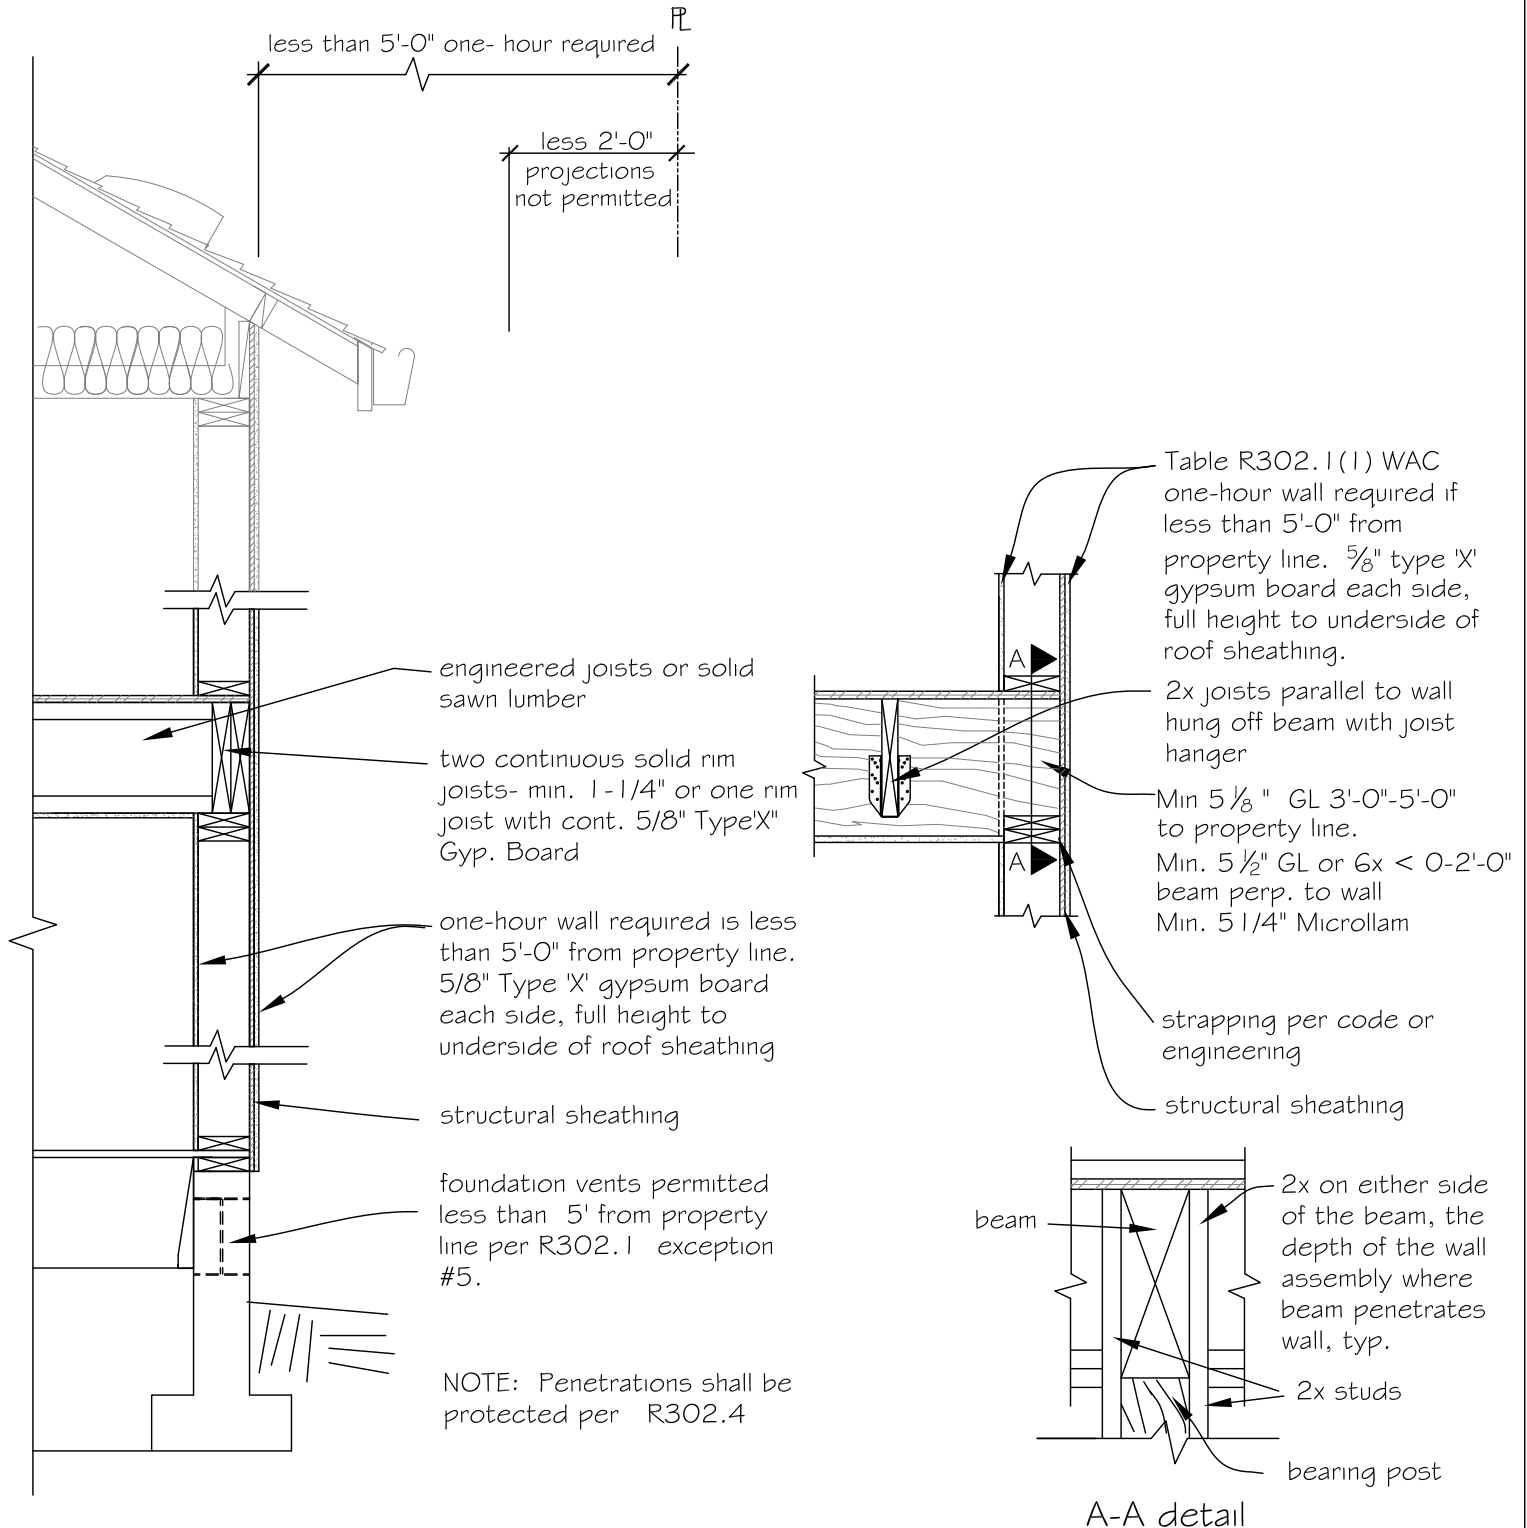 PL
less than 5'-0" one- hour required
less 2'-0"
projections
not permitted
engineered joists or solid
sawn lumber
two continuous solid rim
joists- min. 1-1/4" or one rim
joist with cont. 5/8" Type'X"
Gyp. Board
one-hour wall required is less
than 5'-0" from property line.
5/8" Type 'X' gypsum board
each side, full height to
underside of roof sheathing
structural sheathing
foundation vents permitted
less than 5' from property
line per R302.1 exception
#5.
NOTE: Penetrations shall be
protected per R302.4
Table R302.1(1) WAC
one-hour wall required if
less than 5'-0" from
property line. 5/8" type 'X'
gypsum board each side,
full height to underside of
roof sheathing.
A
2x joists parallel to wall
hung off beam with joist
hanger
Min 5 1/8 " GL 3'-0"-5'-0"
to property line.
Min. 5 1/2" GL or 6x < 0-2'-0"
beam perp. to wall
Min. 5 1/4" Microllam
A
strapping per code or
engineering
structural sheathing
beam
2x on either side
of the beam, the
depth of the wall
assembly where
beam penetrates
wall, typ.
2x studs
bearing post
A-A detail